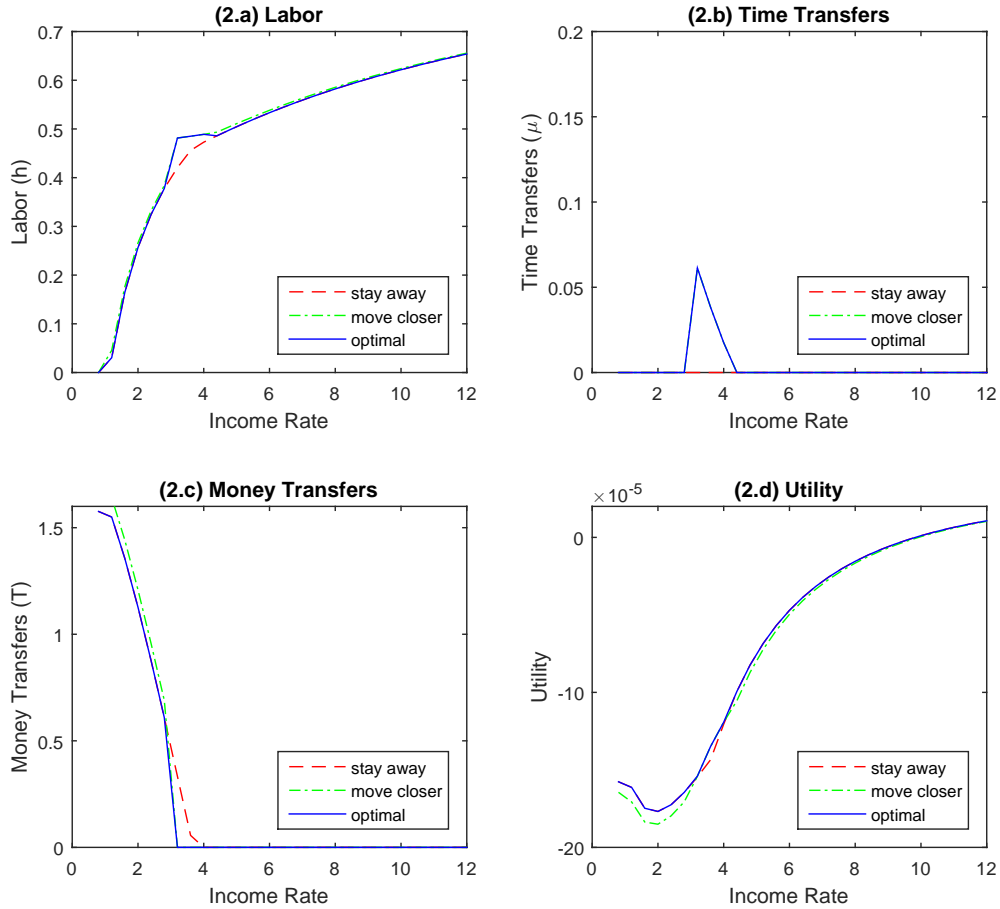 (2.a) Labor
0.7
0.6
0.5
0.4
0.3
0.2
0.1
0
Labor (h)
stay away
move closer
optimal
0 2 4 6 8 10 12
Income Rate
(2.b) Time Transfers
0.2
0.15
0.1
0.05
0
Time Transfers (μ)
stay away
move closer
optimal
0 2 4 6 8 10 12
Income Rate
(2.c) Money Transfers
1.5
1
0.5
0
Money Transfers (T)
stay away
move closer
optimal
0 2 4 6 8 10 12
Income Rate
(2.d) Utility
×10⁻⁵
0
-10
-20
Utility
stay away
move closer
optimal
0 2 4 6 8 10 12
Income Rate